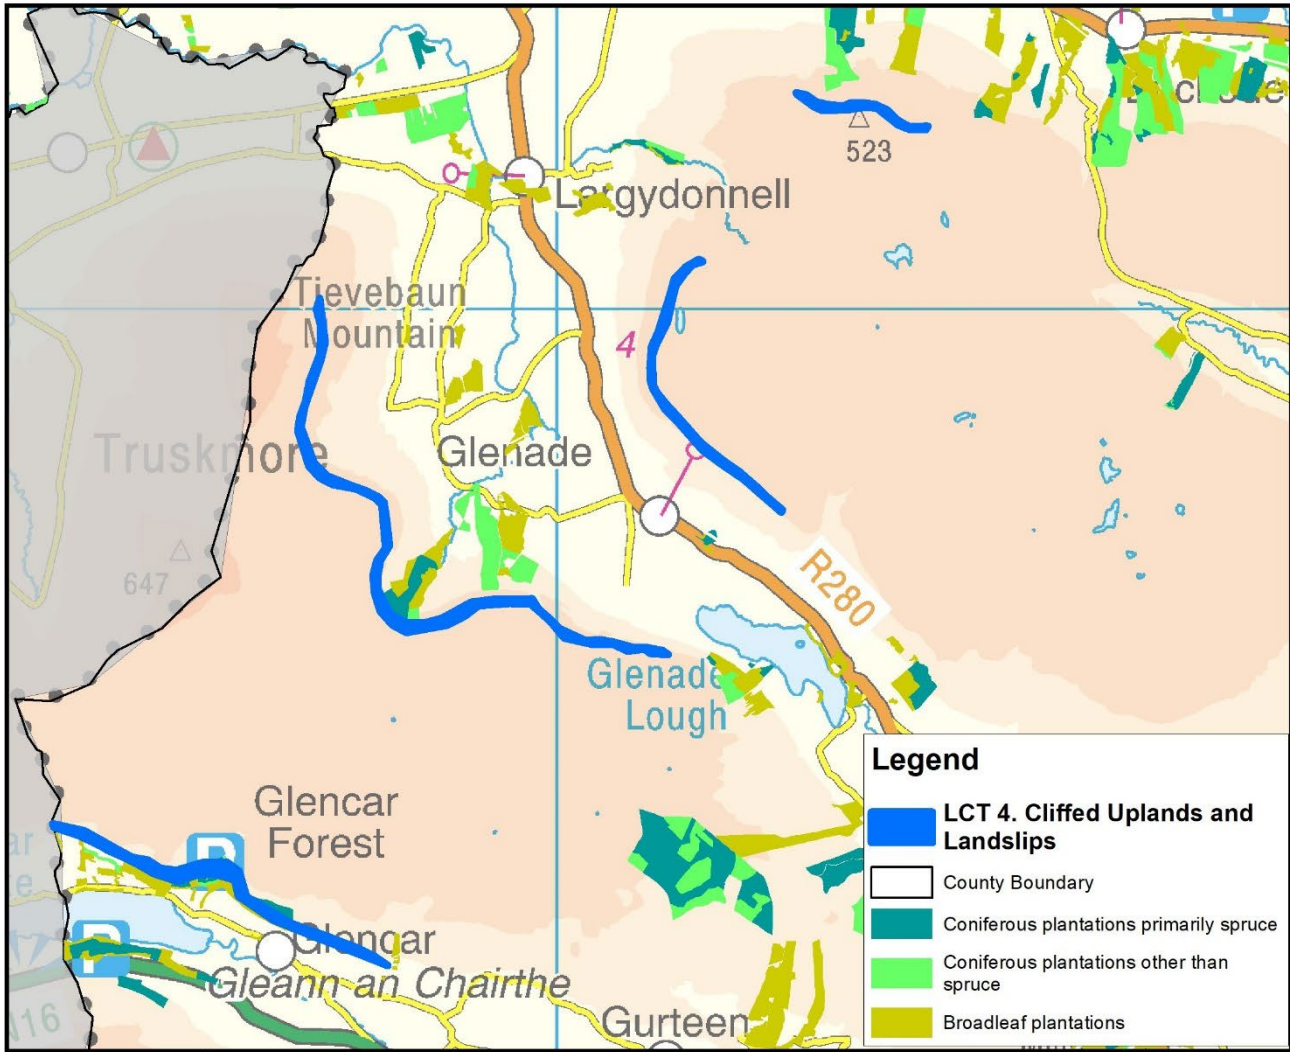 523
Largydonnell
Tievebaun
Mountain
4
Truskmore
Glenade
647
R280
Glenade
Lough
Glencar
Forest
P
Glencar
P
Gleann an Chairthe
N16
Gurteen
Legend
LCT 4. Cliffed Uplands and
Landslips
County Boundary
Coniferous plantations primarily spruce
Coniferous plantations other than
spruce
Broadleaf plantations